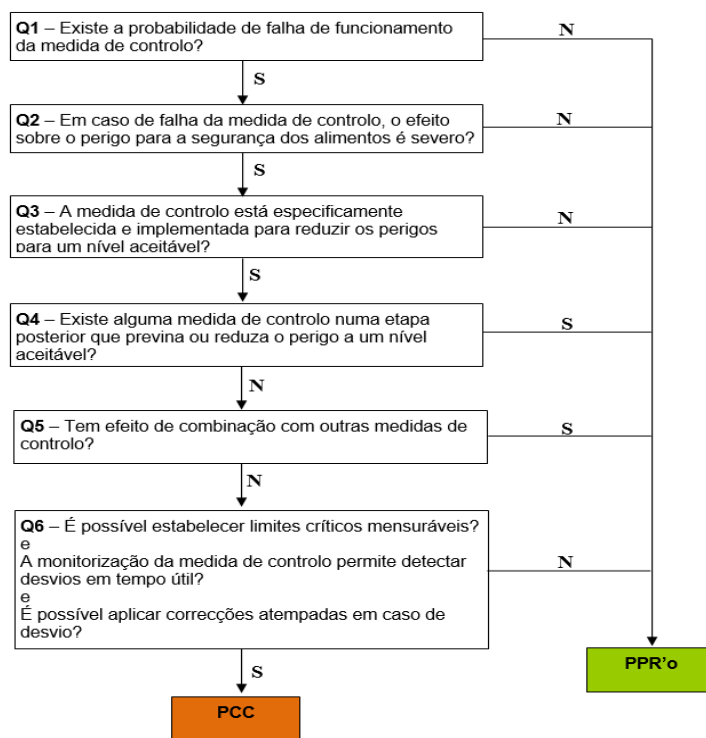 Q1 – Existe a probabilidade de falha de funcionamento
da medida de controlo?
N
S
Q2 – Em caso de falha da medida de controlo, o efeito
sobre o perigo para a segurança dos alimentos é severo?
N
S
Q3 – A medida de controlo está especificamente
estabelecida e implementada para reduzir os perigos
para um nível aceitável?
N
S
Q4 – Existe alguma medida de controlo numa etapa
posterior que previna ou reduza o perigo a um nível
aceitável?
S
N
Q5 – Tem efeito de combinação com outras medidas de
controlo?
S
N
Q6 – É possível estabelecer limites críticos mensuráveis?
e
A monitorização da medida de controlo permite detectar
desvios em tempo útil?
e
É possível aplicar correcções atempadas em caso de
desvio?
N
S
PPR'o
PCC